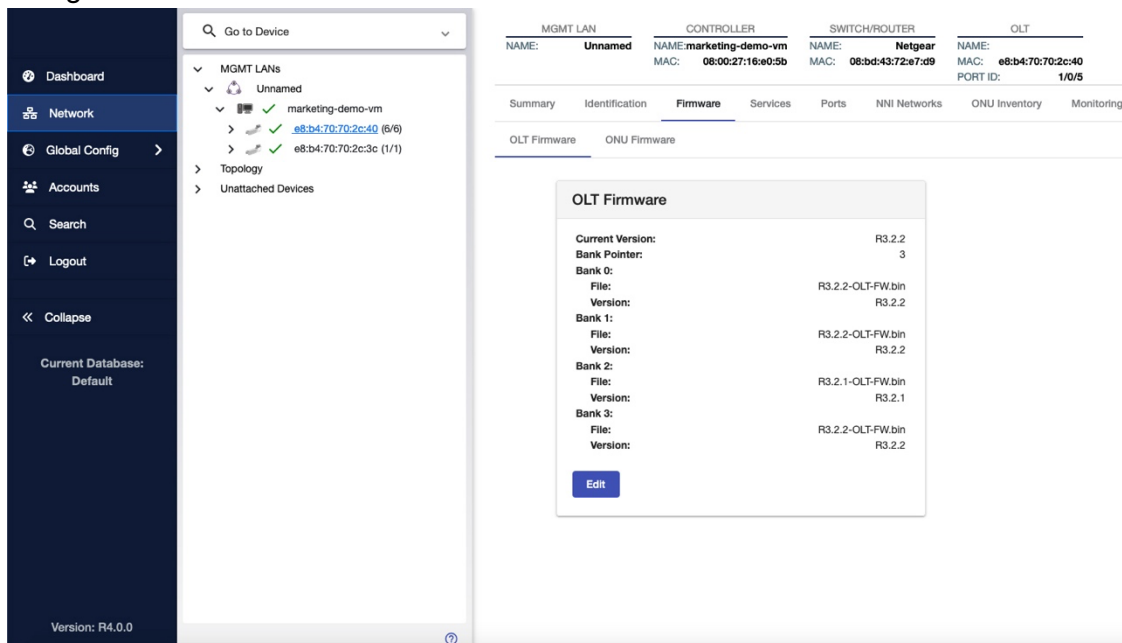 Dashboard
Network
Global Config
Accounts
Search
Logout
Collapse
Current Database:
Default
Version: R4.0.0
Go to Device
MGMT LANs
Unnamed
marketing-demo-vm
e8:b4:70:70:2c:40 (6/6)
e8:b4:70:70:2c:3c (1/1)
Topology
Unattached Devices
MGMT LAN
NAME: Unnamed
CONTROLLER
NAME:marketing-demo-vm
MAC: 08:00:27:16:e0:5b
SWITCH/ROUTER
NAME: Netgear
MAC: 08:bd:43:72:e7:d9
OLT
NAME:
MAC: e8:b4:70:70:2c:40
PORT ID: 1/0/5
Summary Identification Firmware Services Ports NNI Networks ONU Inventory Monitoring
OLT Firmware ONU Firmware
OLT Firmware
Current Version: R3.2.2
Bank Pointer: 3
Bank 0:
File: R3.2.2-OLT-FW.bin
Version: R3.2.2
Bank 1:
File: R3.2.2-OLT-FW.bin
Version: R3.2.2
Bank 2:
File: R3.2.1-OLT-FW.bin
Version: R3.2.1
Bank 3:
File: R3.2.2-OLT-FW.bin
Version: R3.2.2
Edit